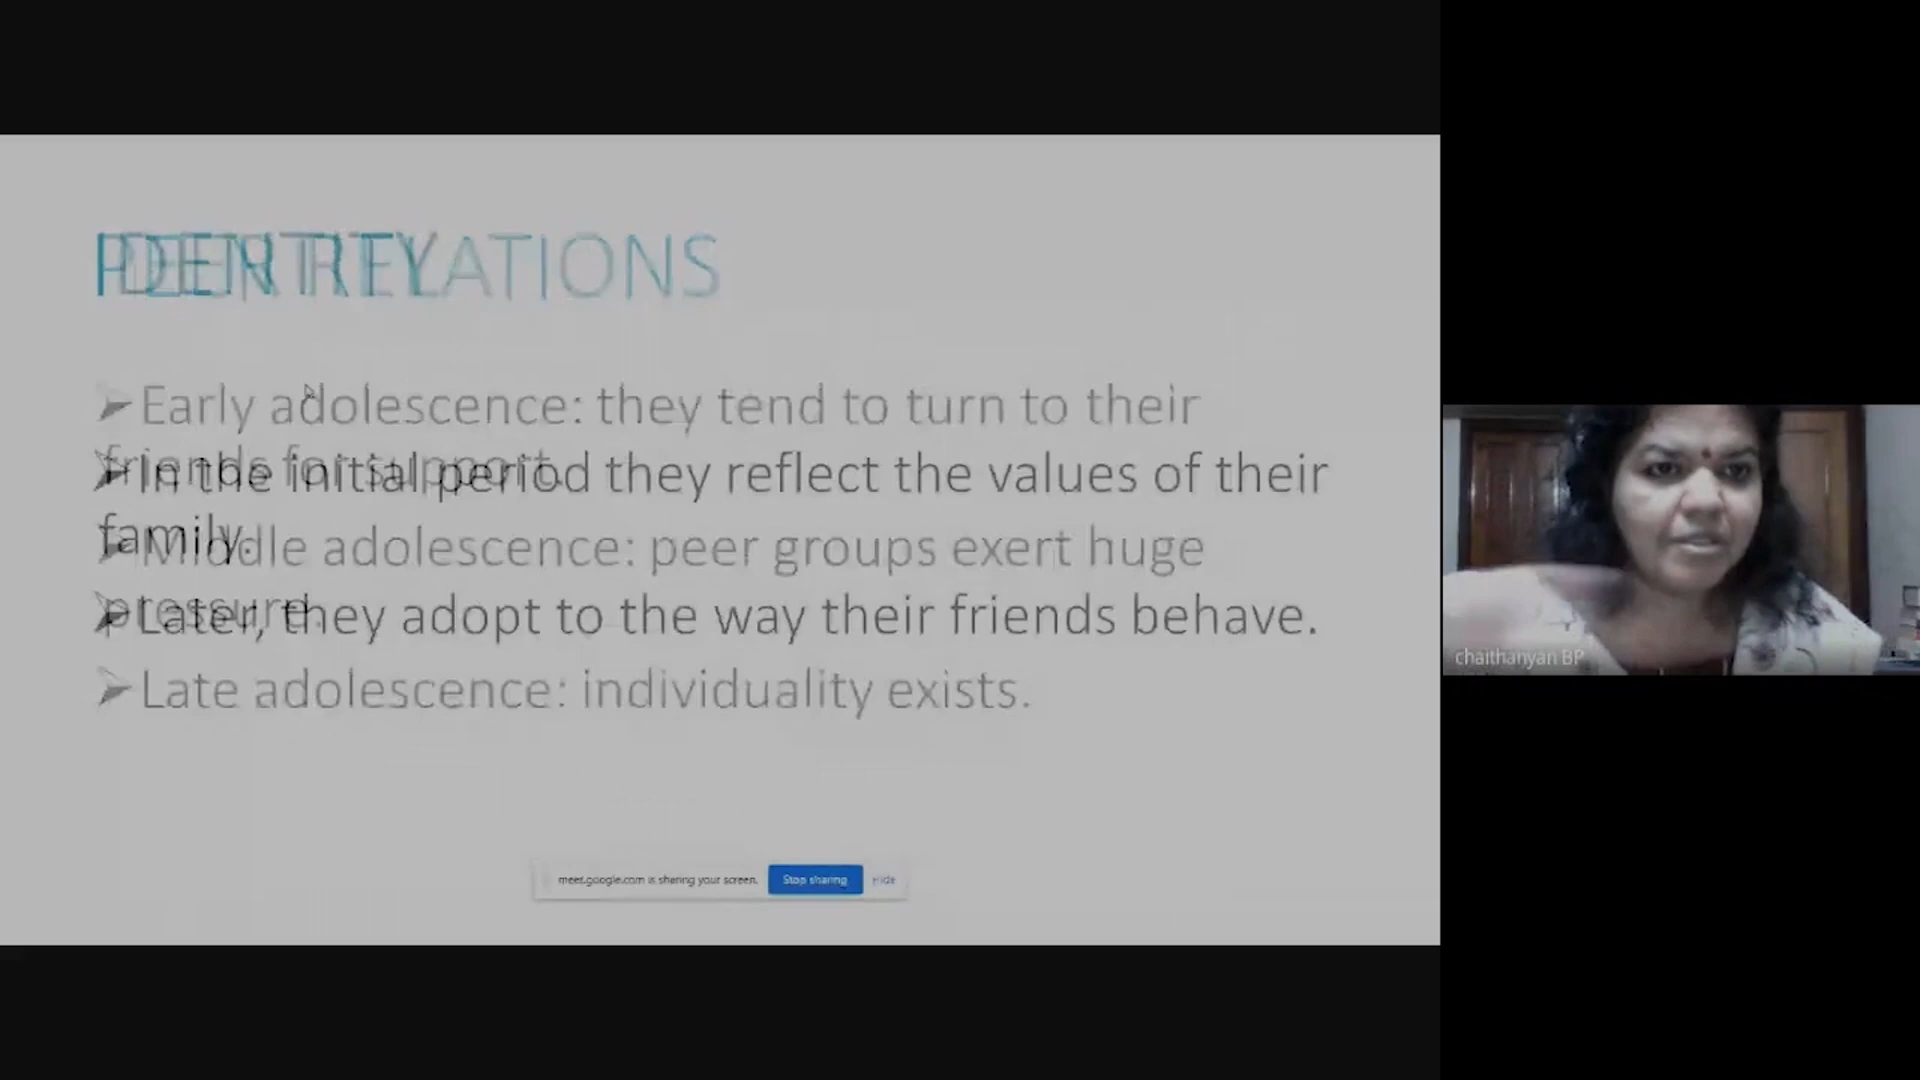 IDENTITY
PEER RELATIONS
Early adolescence: they tend to turn to their
friends for support.
In the initial period they reflect the values of their
family.
Middle adolescence: peer groups exert huge
pressure.
Later, they adopt to the way their friends behave.
Late adolescence: individuality exists.
meet.google.com is sharing your screen.
Stop sharing
Hide
chaithanyan BP